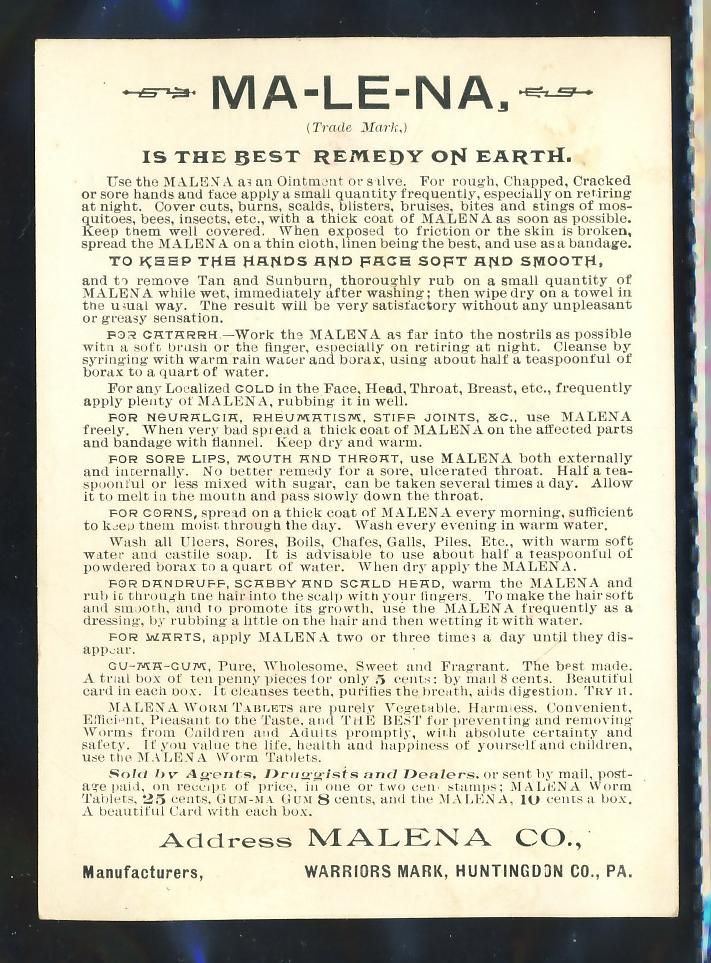 MA-LE-NA,
(Trade Mark,)
IS THE BEST REMEDY ON EARTH.
Use the MALENA as an Ointment or salve. For rough, Chapped, Cracked
or sore hands and face apply a small quantity frequently, especially on retiring
at night. Cover cuts, burns, scalds, blisters, bruises, bites and stings of mos-
quitoes, bees, insects, etc., with a thick coat of MALENA as soon as possible.
Keep them well covered. When exposed to friction or the skin is broken,
spread the MALENA on a thin cloth, linen being the best, and use as a bandage.
TO KEEP THE HANDS AND FACE SOFT AND SMOOTH,
and to remove Tan and Sunburn, thoroughly rub on a small quantity of
MALENA while wet, immediately after washing; then wipe dry on a towel in
the usual way. The result will be very satisfactory without any unpleasant
or greasy sensation.
FOR CATARRH.—Work the MALENA as far into the nostrils as possible
with a soft brush or the finger, especially on retiring at night. Cleanse by
syringing with warm rain water and borax, using about half a teaspoonful of
borax to a quart of water.
For any Localized COLD in the Face, Head, Throat, Breast, etc., frequently
apply plenty of MALENA, rubbing it in well.
FOR NEURALGIA, RHEUMATISM, STIFF JOINTS, &C., use MALENA
freely. When very bad spread a thick coat of MALENA on the affected parts
and bandage with flannel. Keep dry and warm.
FOR SORE LIPS, MOUTH AND THROAT, use MALENA both externally
and internally. No better remedy for a sore, ulcerated throat. Half a tea-
spoonful or less mixed with sugar, can be taken several times a day. Allow
it to melt in the mouth and pass slowly down the throat.
FOR CORNS, spread on a thick coat of MALENA every morning, sufficient
to keep them moist through the day. Wash every evening in warm water.
Wash all Ulcers, Sores, Boils, Chafes, Galls, Piles, Etc., with warm soft
water and castile soap. It is advisable to use about half a teaspoonful of
powdered borax to a quart of water. When dry apply the MALENA.
FOR DANDRUFF, SCABBY AND SCALD HEAD, warm the MALENA and
rub it through the hair into the scalp with your fingers. To make the hair soft
and smooth, and to promote its growth, use the MALENA frequently as a
dressing, by rubbing a little on the hair and then wetting it with water.
FOR WARTS, apply MALENA two or three times a day until they dis-
appear.
GU-MA-GUM, Pure, Wholesome, Sweet and Fragrant. The best made.
A trial box of ten penny pieces for only 5 cents; by mail 8 cents. Beautiful
card in each box. It cleanses teeth, purifies the breath, aids digestion. TRY IT.
MALENA WORM TABLETS are purely Vegetable, Harmless, Convenient,
Efficient, Pleasant to the Taste, and THE BEST for preventing and removing
Worms from Children and Adults promptly, with absolute certainty and
safety. If you value the life, health and happiness of yourself and children,
use the MALENA Worm Tablets.
Sold by Agents, Druggists and Dealers, or sent by mail, post-
age paid, on receipt of price, in one or two cent stamps; MALENA WORM
TABLETS, 25 cents, GUM-MA GUM 8 cents, and the MALENA, 10 cents a box.
A beautiful Card with each box.
Address MALENA CO.,
Manufacturers, WARRIORS MARK, HUNTINGDON CO., PA.